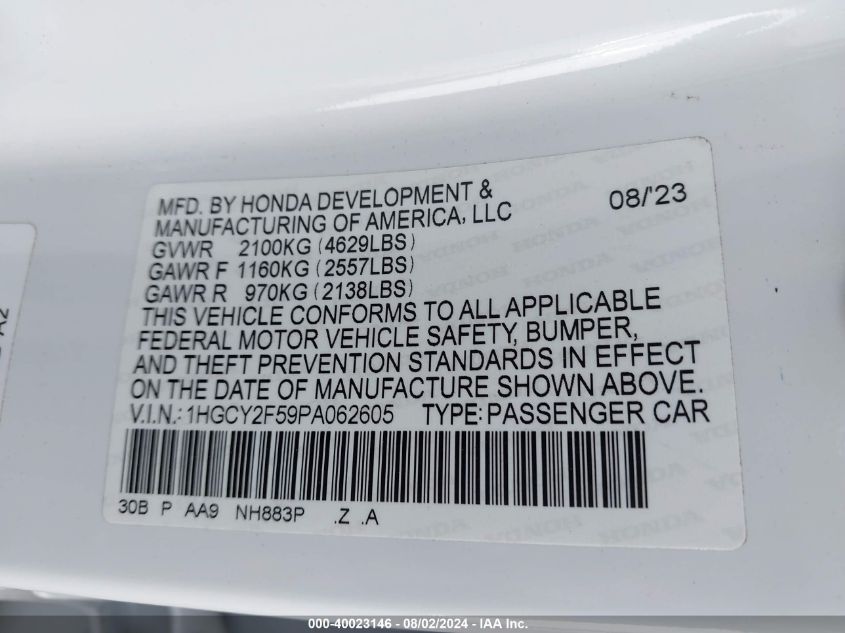 MFD. BY HONDA DEVELOPMENT & 08/'23
MANUFACTURING OF AMERICA, LLC
GVWR 2100KG (4629LBS)
GAWR F 1160KG (2557LBS)
GAWR R 970KG (2138LBS)
THIS VEHICLE CONFORMS TO ALL APPLICABLE
FEDERAL MOTOR VEHICLE SAFETY, BUMPER,
AND THEFT PREVENTION STANDARDS IN EFFECT
ON THE DATE OF MANUFACTURE SHOWN ABOVE.
V.I.N.: 1HGCY2F59PA062605 TYPE: PASSENGER CAR
30B P AA9 NH883P .Z .A
A2
000-40023146 - 08/02/2024 - IAA Inc.